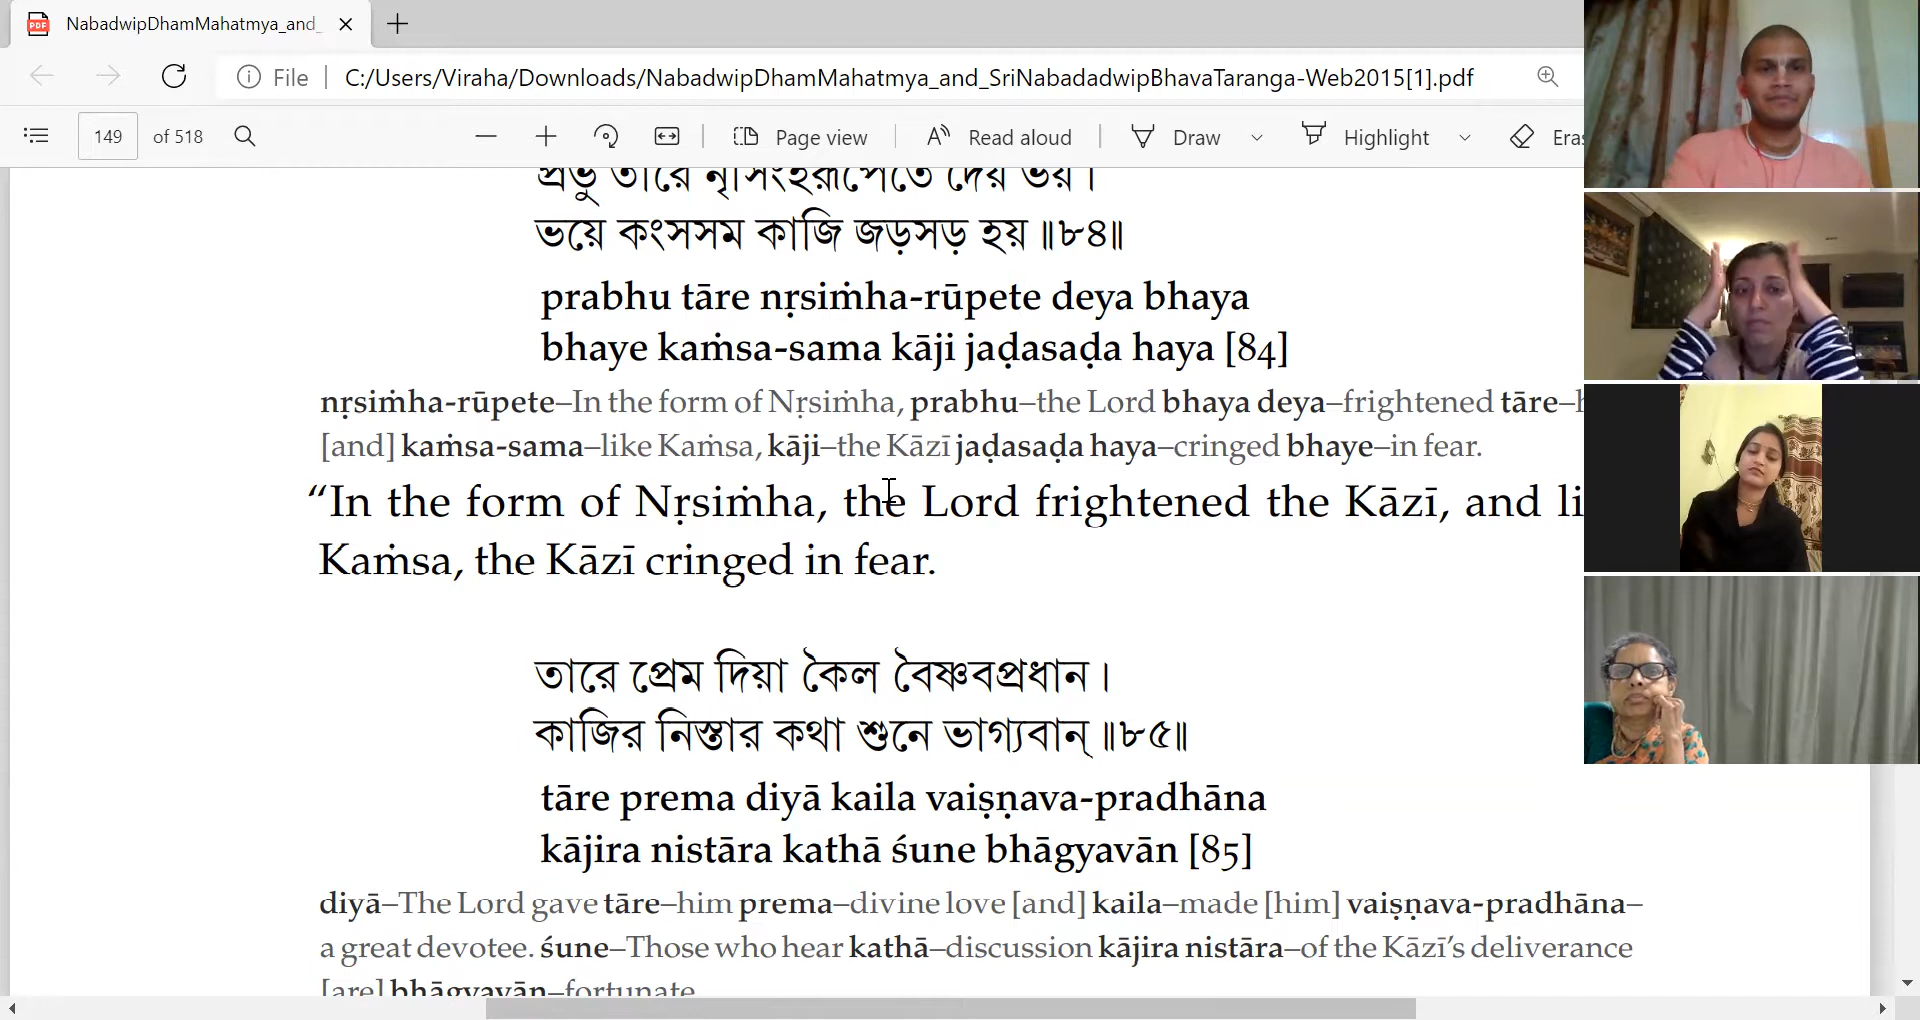 NabadwipDhamMahatmya_and_
File
C:/Users/Viraha/Downloads/NabadwipDhamMahatmya_and_SriNabadadwipBhavaTaranga-Web2015[1].pdf
149 of 518
Page view
Read aloud
Draw
Highlight
প্রভু তারে নৃসিংহরূপেতে দেয় ভয় ।
ভয়ে কংসসম কাজি জড়সড় হয় ॥৮৪॥
prabhu tāre nṛsiṁha-rūpete deya bhaya
bhaye kaṁsa-sama kāji jaḍasaḍa haya [84]
nṛsiṁha-rūpete–In the form of Nṛsiṁha, prabhu–the Lord bhaya deya–frightened tāre–
[and] kaṁsa-sama–like Kaṁsa, kāji–the Kāzī jaḍasaḍa haya–cringed bhaye–in fear.
“In the form of Nṛsiṁha, the Lord frightened the Kāzī, and
Kaṁsa, the Kāzī cringed in fear.
তারে প্রেম দিয়া কৈল বৈষ্ণবপ্রধান ।
কাজির নিস্তার কথা শুনে ভাগ্যবান্ ॥৮৫॥
tāre prema diyā kaila vaiṣṇava-pradhāna
kājira nistāra kathā śune bhāgyavān [85]
diyā–The Lord gave tāre–him prema–divine love [and] kaila–made [him] vaiṣṇava-pradhāna–
a great devotee. śune–Those who hear kathā–discussion kājira nistāra–of the Kāzī’s deliverance
[are] bhāgyavān–fortunate